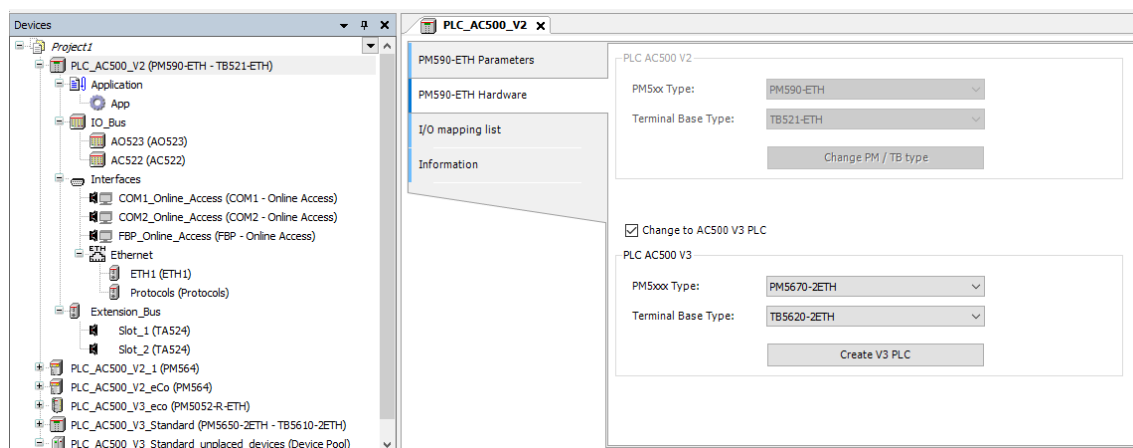 Devices
Project1
PLC_AC500_V2 (PM590-ETH - TB521-ETH)
Application
App
IO_Bus
AO523 (AO523)
AC522 (AC522)
Interfaces
COM1_Online_Access (COM1 - Online Access)
COM2_Online_Access (COM2 - Online Access)
FBP_Online_Access (FBP - Online Access)
ETH
Ethernet
ETH1 (ETH1)
Protocols (Protocols)
Extension_Bus
Slot_1 (TA524)
Slot_2 (TA524)
PLC_AC500_V2_1 (PM564)
PLC_AC500_V2_eCo (PM564)
PLC_AC500_V3_eco (PM5052-R-ETH)
PLC_AC500_V3_Standard (PM5650-2ETH - TB5610-2ETH)
PLC_AC500_V3_Standard_unplaced_devices (Device Pool)
PLC_AC500_V2
PM590-ETH Parameters
PM590-ETH Hardware
I/O mapping list
Information
PLC AC500 V2
PM5xx Type: PM590-ETH
Terminal Base Type: TB521-ETH
Change PM / TB type
Change to AC500 V3 PLC
PLC AC500 V3
PM5xxx Type: PM5670-2ETH
Terminal Base Type: TB5620-2ETH
Create V3 PLC